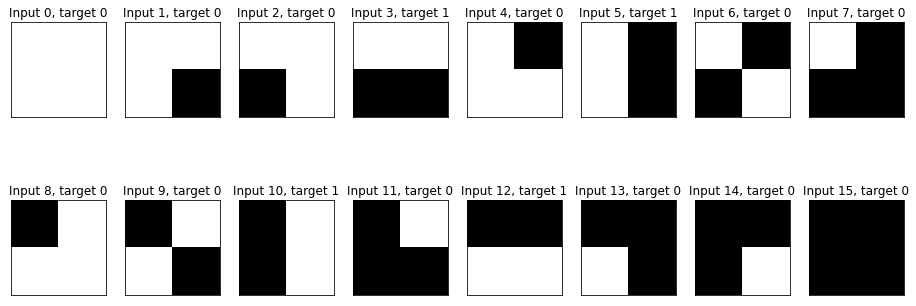 Input 0, target 0
Input 1, target 0
Input 2, target 0
Input 3, target 1
Input 4, target 0
Input 5, target 1
Input 6, target 0
Input 7, target 0
Input 8, target 0
Input 9, target 0
Input 10, target 1
Input 11, target 0
Input 12, target 1
Input 13, target 0
Input 14, target 0
Input 15, target 0